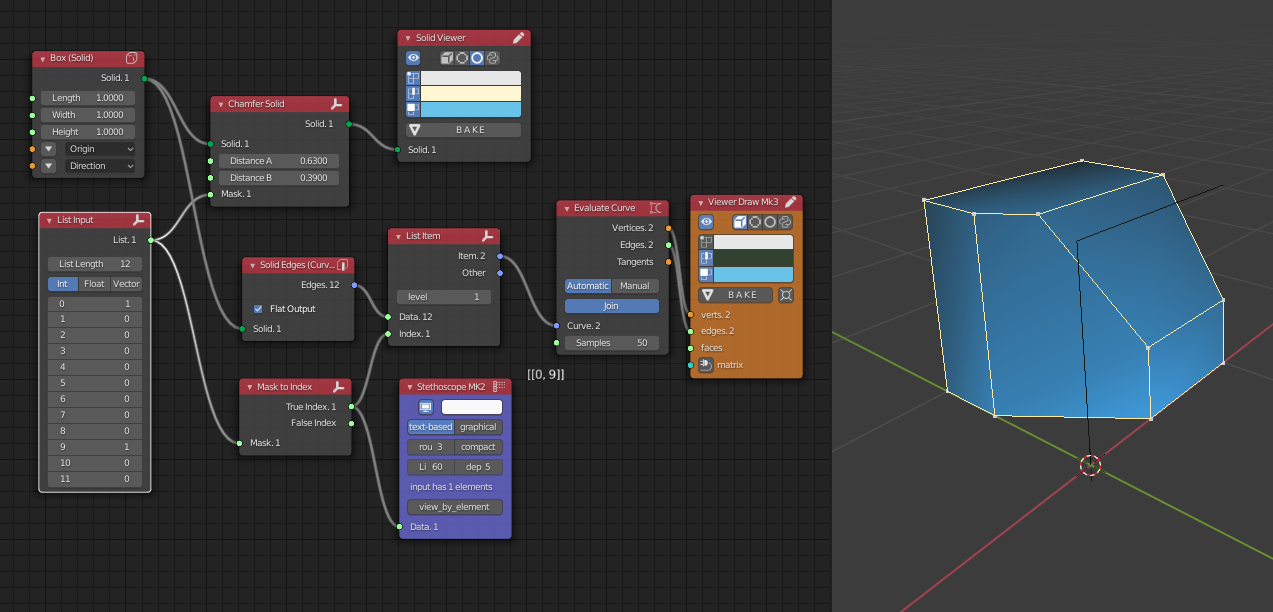 Box (Solid)
Solid. 1
Length 1.0000
Width 1.0000
Height 1.0000
Origin
Direction
List Input
List. 1
List Length 12
Int Float Vector
0 1
1 0
2 0
3 0
4 0
5 0
6 0
7 0
8 0
9 1
10 0
11 0
Chamfer Solid
Solid. 1
Solid. 1
Distance A 0.6300
Distance B 0.3900
Mask. 1
Solid Edges (Curv...
Edges. 12
Flat Output
Solid. 1
Mask to Index
True Index. 1
False Index
Mask. 1
Solid Viewer
BAKE
Solid. 1
List Item
Item. 2
Other
level 1
Data. 12
Index. 1
Stethoscope MK2
text-based graphical
rou 3 compact
Li 60 dep 5
input has 1 elements
view_by_element
Data. 1
[[0, 9]]
Evaluate Curve
Vertices. 2
Edges. 2
Tangents
Automatic Manual
Join
Curve. 2
Samples 50
Viewer Draw Mk3
BAKE
verts. 2
edges. 2
faces
matrix